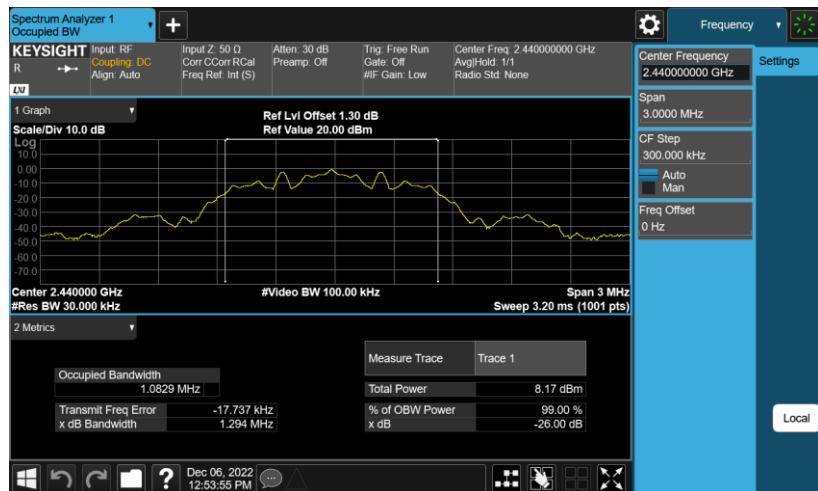 Spectrum Analyzer 1
Occupied BW
Frequency
KEYSIGHT
R
LXI
Input: RF
Coupling: DC
Align: Auto
Input Z: 50 Ω
Corr CCorr RCal
Freq Ref: Int (S)
Atten: 30 dB
Preamp: Off
Trig: Free Run
Gate: Off
#IF Gain: Low
Center Freq: 2.440000000 GHz
Avg|Hold: 1/1
Radio Std: None
Center Frequency
2.440000000 GHz
Settings
Span
3.0000 MHz
CF Step
300.000 kHz
Auto
Man
Freq Offset
0 Hz
1 Graph
Scale/Div 10.0 dB
Ref Lvl Offset 1.30 dB
Ref Value 20.00 dBm
Log
10.0
0.00
-10.0
-20.0
-30.0
-40.0
-50.0
-60.0
-70.0
Center 2.440000 GHz
#Video BW 100.00 kHz
Span 3 MHz
#Res BW 30.000 kHz
Sweep 3.20 ms (1001 pts)
2 Metrics
Measure Trace Trace 1
Occupied Bandwidth
1.0829 MHz
Total Power 8.17 dBm
Transmit Freq Error -17.737 kHz
% of OBW Power 99.00 %
x dB Bandwidth 1.294 MHz
x dB -26.00 dB
Local
?
Dec 06, 2022
12:53:55 PM